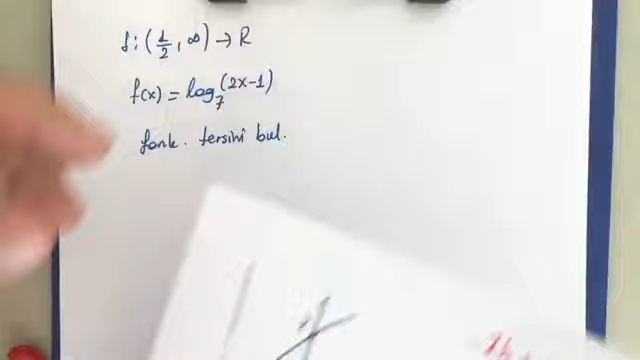 f: (1/2, ∞) → R
f(x) = log₇(2x-1)
fonk. tersini bul.